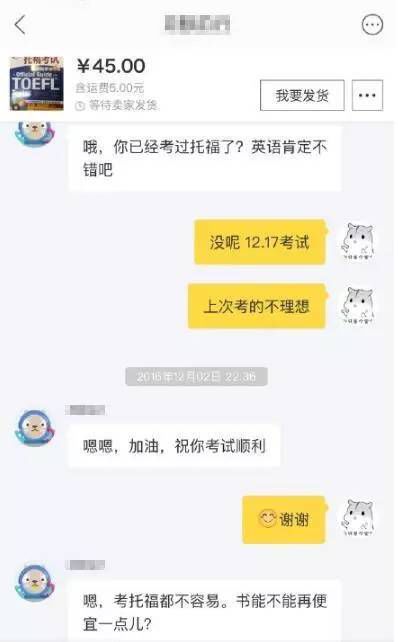 托福考试
Official Guide
TOEFL
¥45.00
含运费5.00元
等待卖家发货
我要发货
哦，你已经考过托福了？英语肯定不
错吧
没呢 12.17考试
上次考的不理想
2016年12月02日 22:36
嗯嗯，加油，祝你考试顺利
谢谢
嗯，考托福都不容易。书能不能再便
宜一点儿？